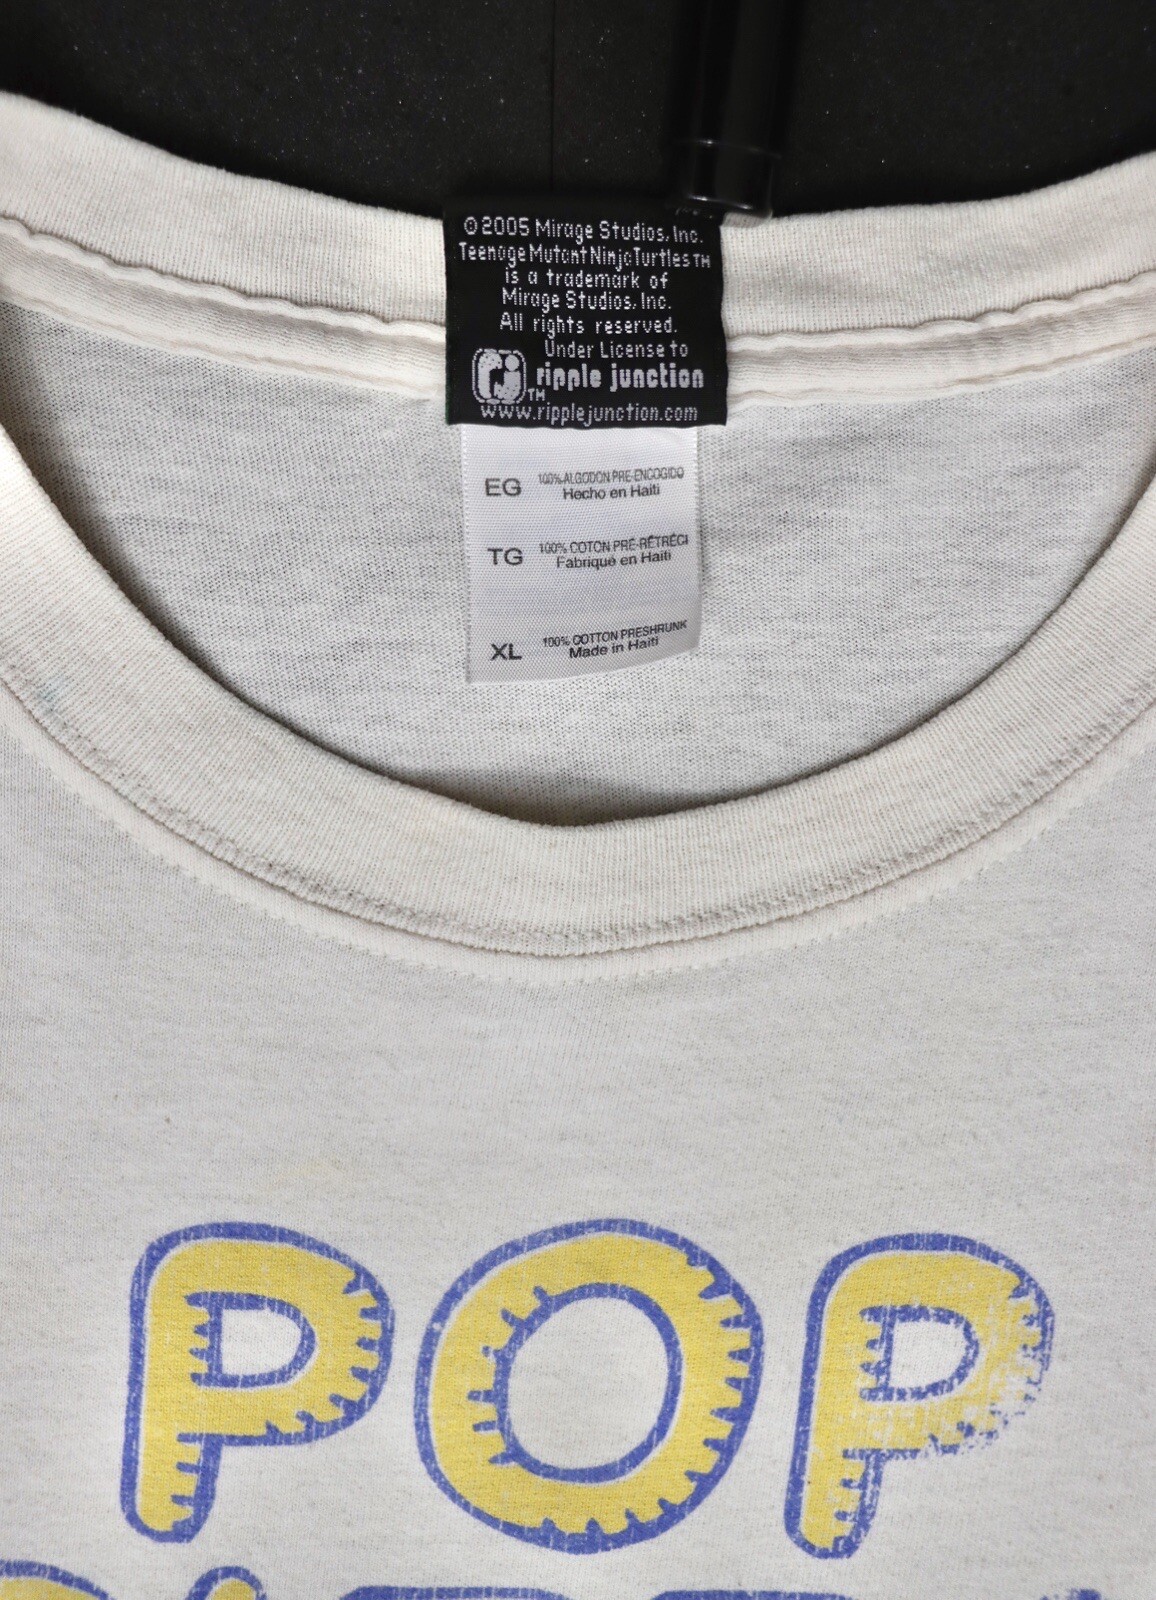 ©2005 Mirage Studios, Inc.
Teenage Mutant Ninja Turtles TM
is a trademark of
Mirage Studios, Inc.
All rights reserved.
Under License to
ripple junction
TM
www.ripplejunction.com
EG 100% ALGODON PRE-ENCOGIDO
Hecho en Haiti
TG 100% COTON PRÉ-RÉTRÉCI
Fabriqué en Haiti
XL 100% COTTON PRESHRUNK
Made in Haiti
POP